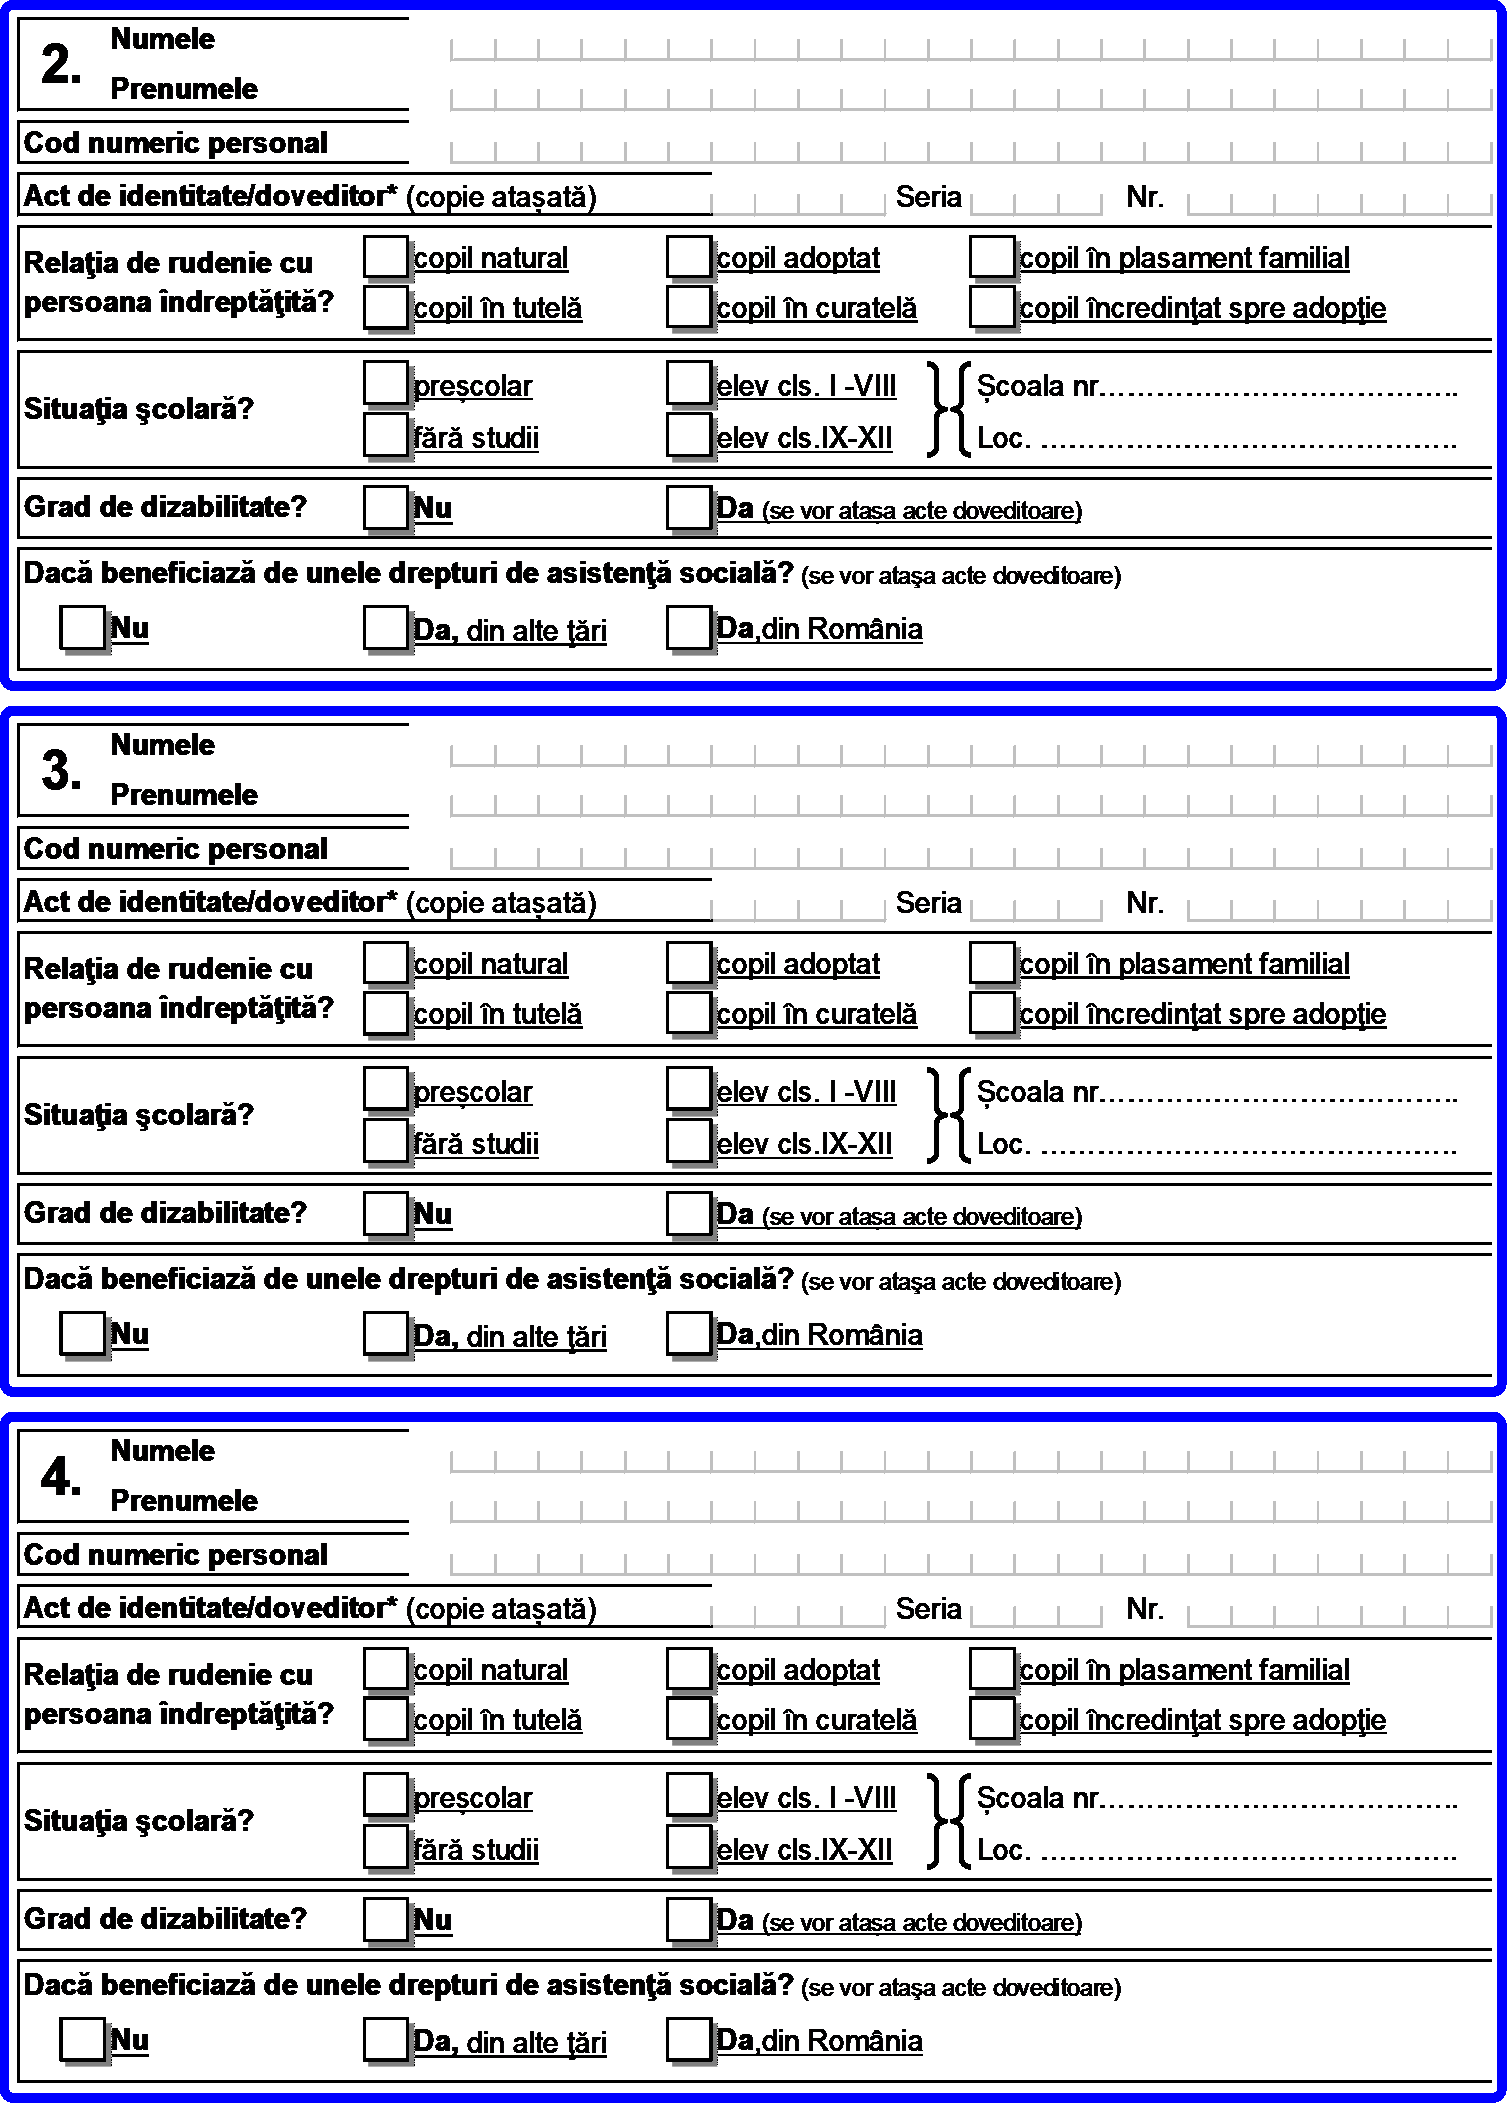 2. Numele
Prenumele
Cod numeric personal
Act de identitate/doveditor* (copie atașată) Seria Nr.
Relaţia de rudenie cu persoana îndreptăţită?
copil natural copil adoptat copil în plasament familial
copil în tutelă copil în curatelă copil încredinţat spre adopţie
Situaţia şcolară?
preșcolar elev cls. I -VIII Școala nr.......................................
fără studii elev cls.IX-XII Loc. .............................................
Grad de dizabilitate? Nu Da (se vor atașa acte doveditoare)
Dacă beneficiază de unele drepturi de asistenţă socială? (se vor ataşa acte doveditoare)
Nu Da, din alte ţări Da,din România
3. Numele
Prenumele
Cod numeric personal
Act de identitate/doveditor* (copie atașată) Seria Nr.
Relaţia de rudenie cu persoana îndreptăţită?
copil natural copil adoptat copil în plasament familial
copil în tutelă copil în curatelă copil încredinţat spre adopţie
Situaţia şcolară?
preșcolar elev cls. I -VIII Școala nr.......................................
fără studii elev cls.IX-XII Loc. .............................................
Grad de dizabilitate? Nu Da (se vor atașa acte doveditoare)
Dacă beneficiază de unele drepturi de asistenţă socială? (se vor ataşa acte doveditoare)
Nu Da, din alte ţări Da,din România
4. Numele
Prenumele
Cod numeric personal
Act de identitate/doveditor* (copie atașată) Seria Nr.
Relaţia de rudenie cu persoana îndreptăţită?
copil natural copil adoptat copil în plasament familial
copil în tutelă copil în curatelă copil încredinţat spre adopţie
Situaţia şcolară?
preșcolar elev cls. I -VIII Școala nr.......................................
fără studii elev cls.IX-XII Loc. .............................................
Grad de dizabilitate? Nu Da (se vor atașa acte doveditoare)
Dacă beneficiază de unele drepturi de asistenţă socială? (se vor ataşa acte doveditoare)
Nu Da, din alte ţări Da,din România